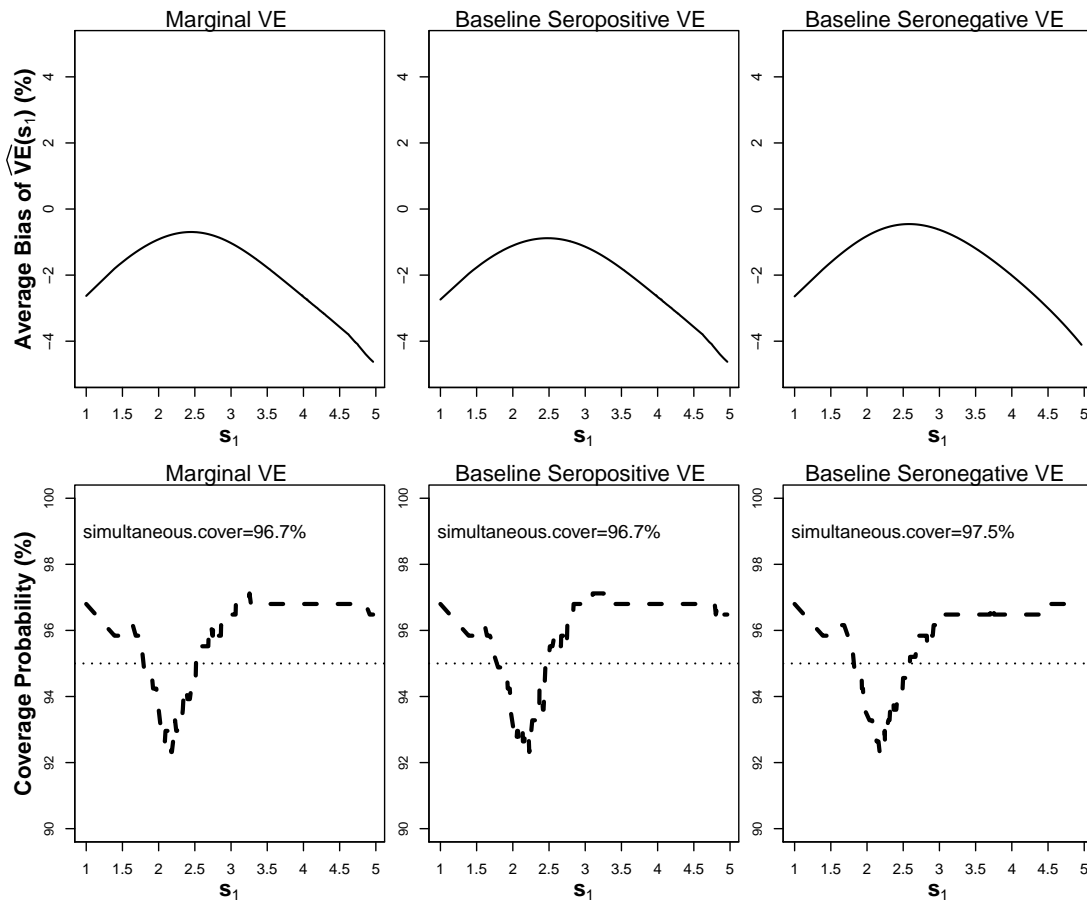 Marginal VE
Baseline Seropositive VE
Baseline Seronegative VE
Average Bias of V̂E(s₁) (%)
4
2
0
−2
−4
4
2
0
−2
−4
4
2
0
−2
−4
1 1.5 2 2.5 3 3.5 4 4.5 5
1 1.5 2 2.5 3 3.5 4 4.5 5
1 1.5 2 2.5 3 3.5 4 4.5 5
s₁
s₁
s₁
Marginal VE
Baseline Seropositive VE
Baseline Seronegative VE
Coverage Probability (%)
100
98
96
94
92
90
100
98
96
94
92
90
100
98
96
94
92
90
simultaneous.cover=96.7%
simultaneous.cover=96.7%
simultaneous.cover=97.5%
1 1.5 2 2.5 3 3.5 4 4.5 5
1 1.5 2 2.5 3 3.5 4 4.5 5
1 1.5 2 2.5 3 3.5 4 4.5 5
s₁
s₁
s₁